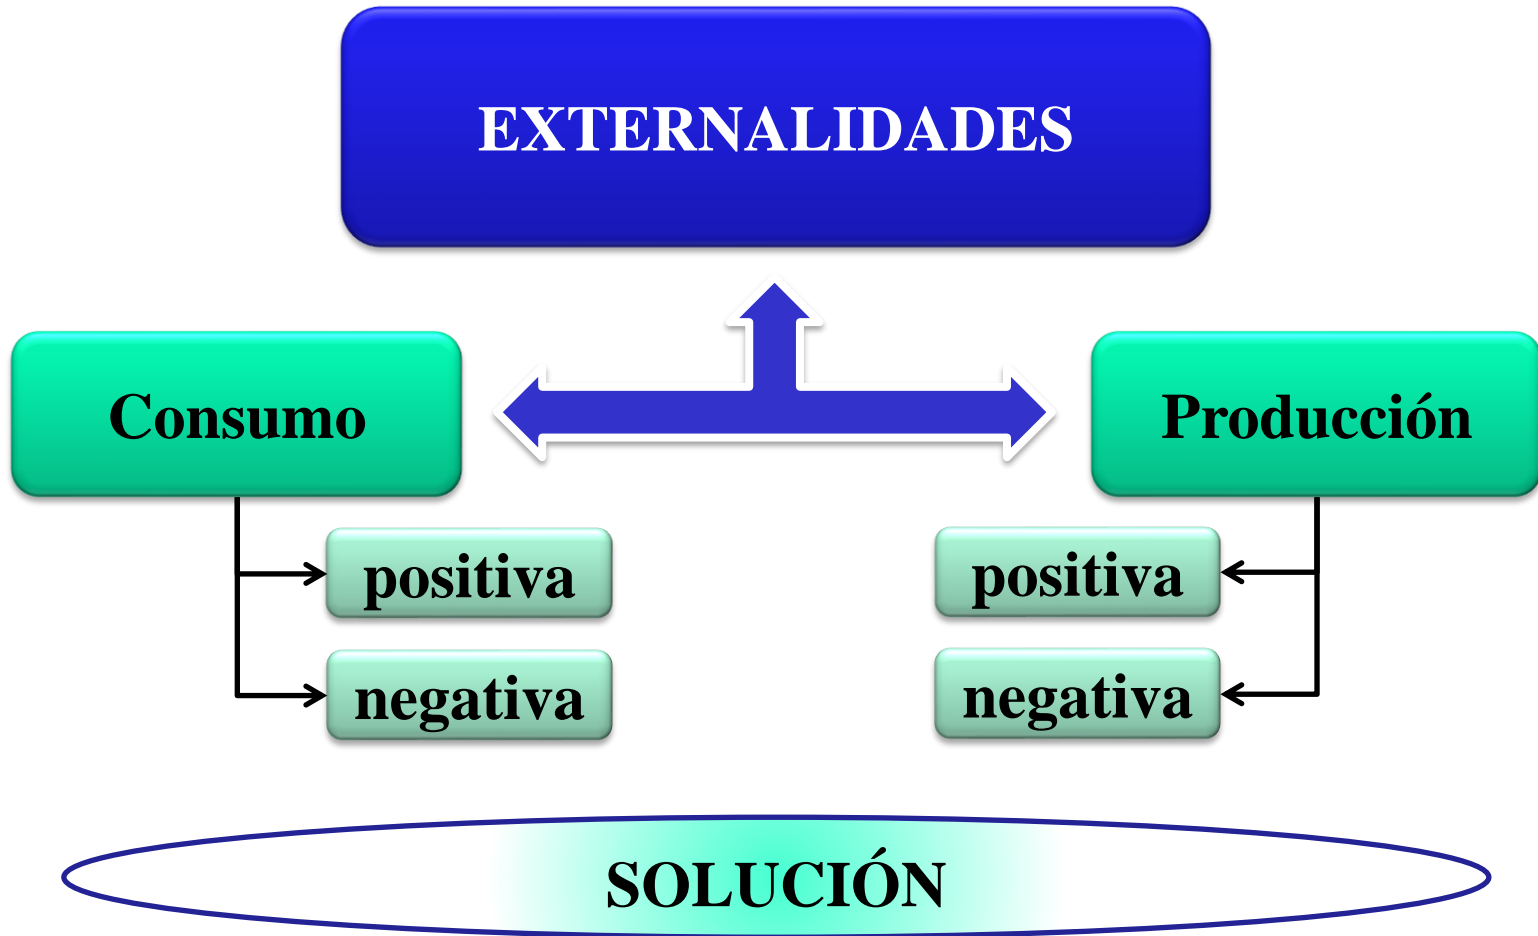 EXTERNALIDADES
Consumo
Producción
positiva
positiva
negativa
negativa
SOLUCIÓN